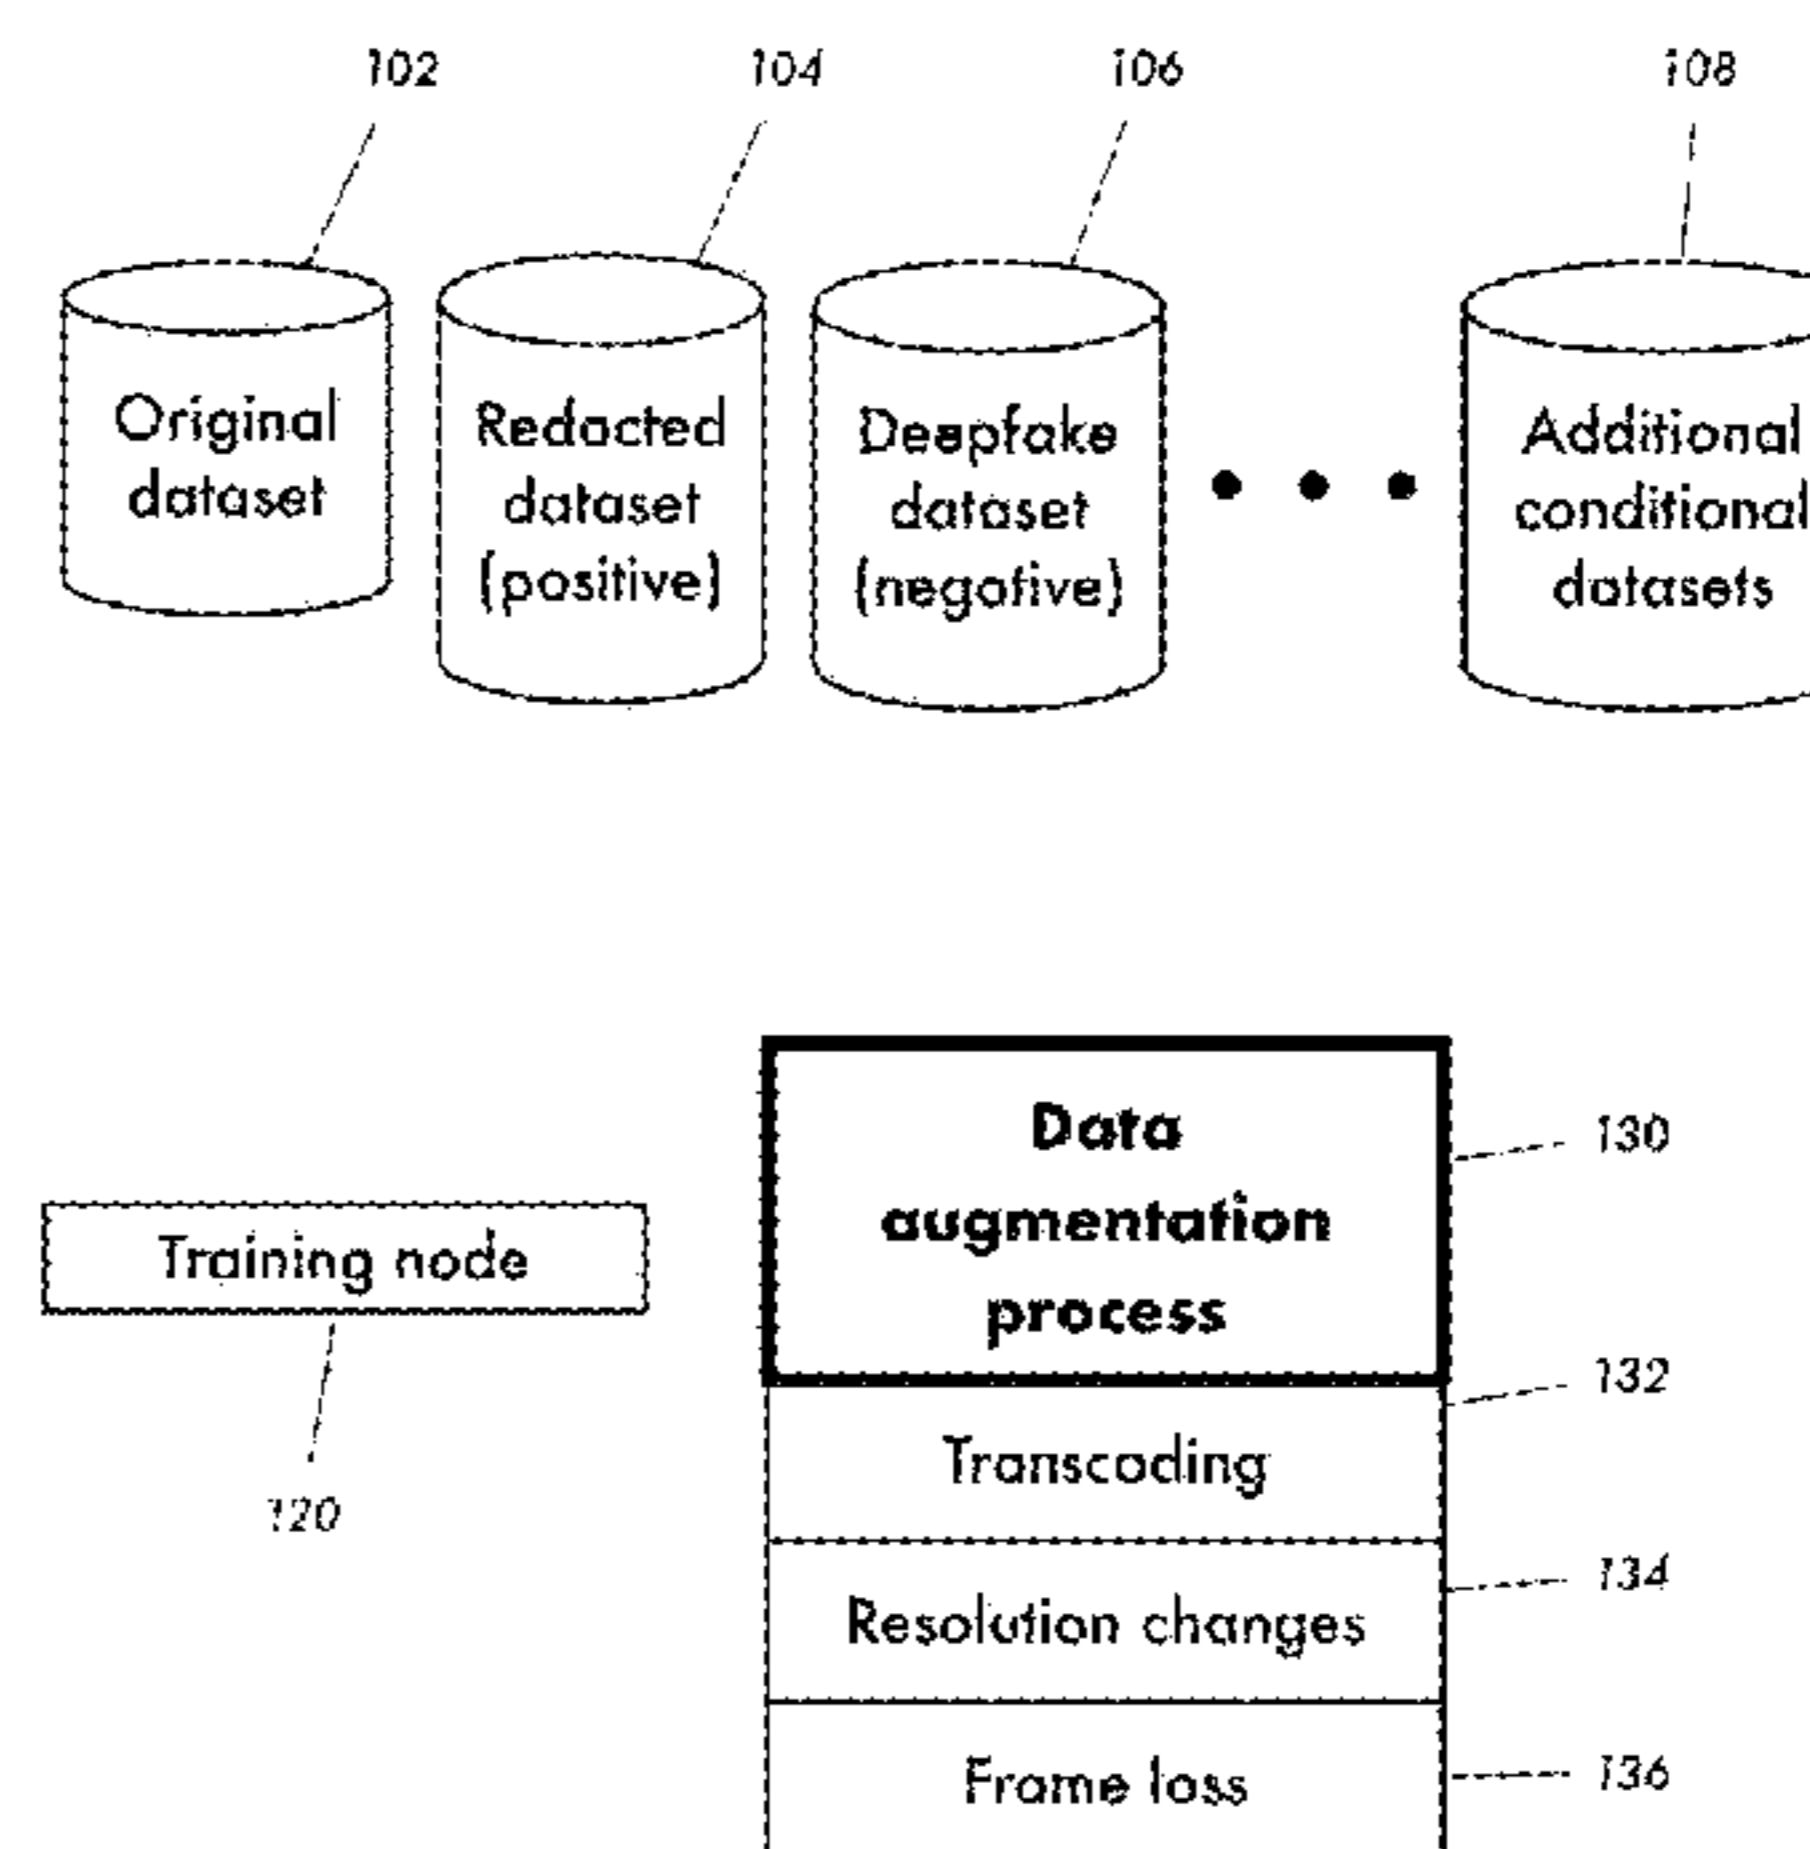 102 104 106 108
Original
dataset
Redacted
dataset
(positive)
Deepfake
dataset
(negative)
Additional
conditional
datasets
Data
augmentation
process
130
Training node
120
132
Transcoding
134
Resolution changes
136
Frame loss